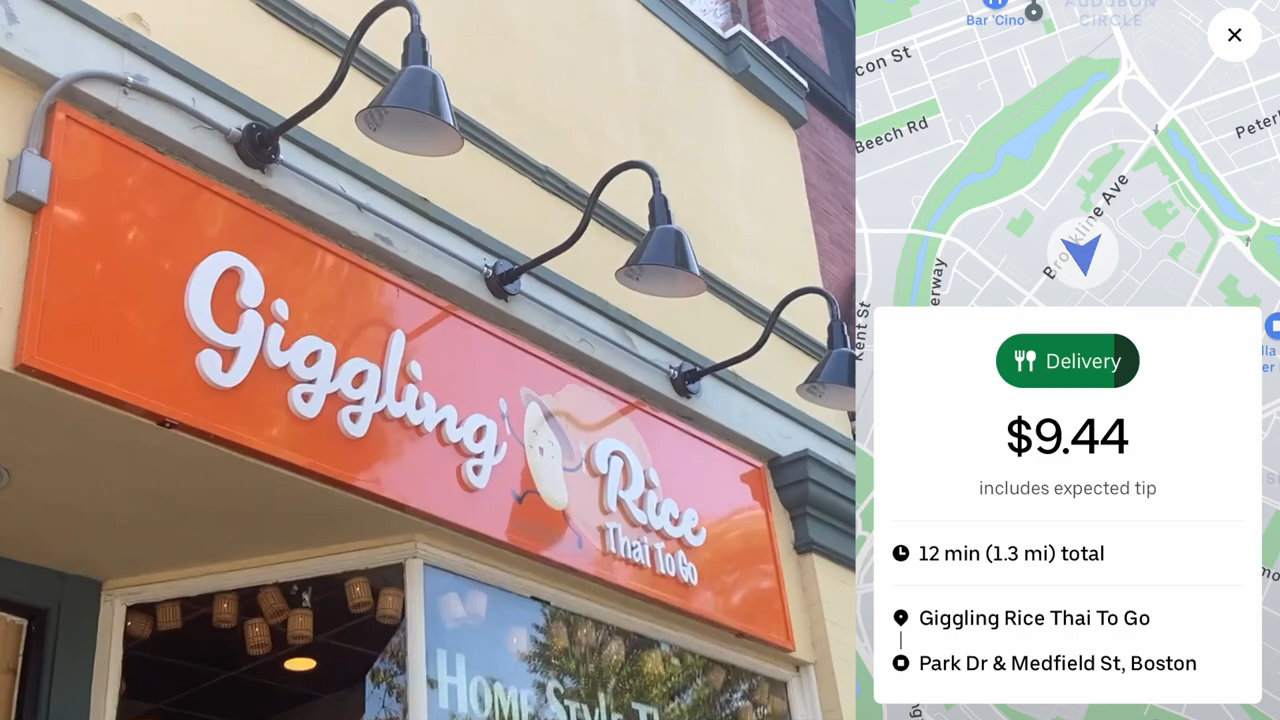 Giggling
Rice
Thai To Go
HOME STYLE
Bar 'Cino
AUDUBON
CIRCLE
con St
Beech Rd
Peter
Brookline Ave
erway
Kent St
Delivery
$9.44
includes expected tip
12 min (1.3 mi) total
Giggling Rice Thai To Go
Park Dr & Medfield St, Boston